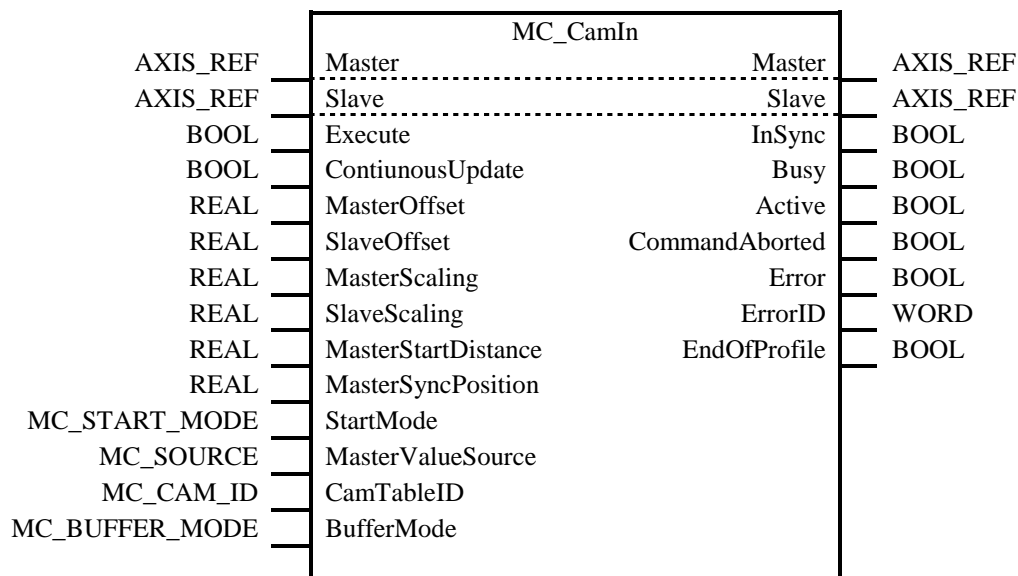 MC_CamIn
AXIS_REF Master Master AXIS_REF
AXIS_REF Slave Slave AXIS_REF
BOOL Execute InSync BOOL
BOOL ContiunousUpdate Busy BOOL
REAL MasterOffset Active BOOL
REAL SlaveOffset CommandAborted BOOL
REAL MasterScaling Error BOOL
REAL SlaveScaling ErrorID WORD
REAL MasterStartDistance EndOfProfile BOOL
REAL MasterSyncPosition
MC_START_MODE StartMode
MC_SOURCE MasterValueSource
MC_CAM_ID CamTableID
MC_BUFFER_MODE BufferMode